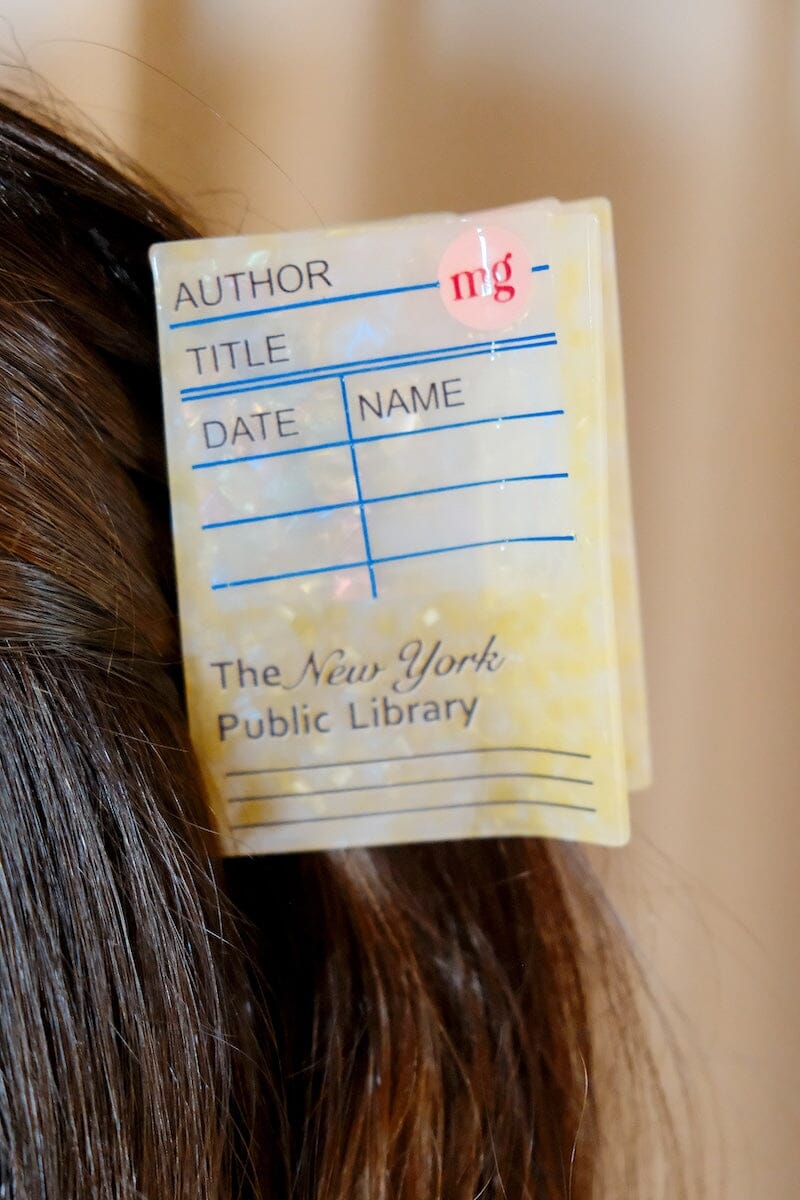 AUTHOR mg
TITLE
DATE NAME
The New York
Public Library